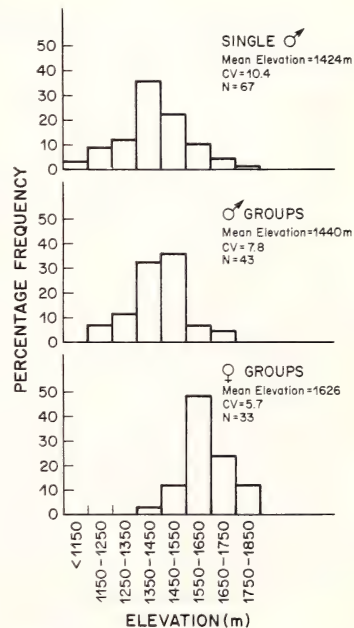 SINGLE ♂
Mean Elevation=1424m
CV=10.4
N=67
50
40
30
20
10
0
♂ GROUPS
Mean Elevation=1440m
CV=7.8
N=43
50
40
30
20
10
0
♀ GROUPS
Mean Elevation=1626
CV=5.7
N=33
50
40
30
20
10
0
PERCENTAGE FREQUENCY
<1150
1150-1250
1250-1350
1350-1450
1450-1550
1550-1650
1650-1750
1750-1850
ELEVATION(m)